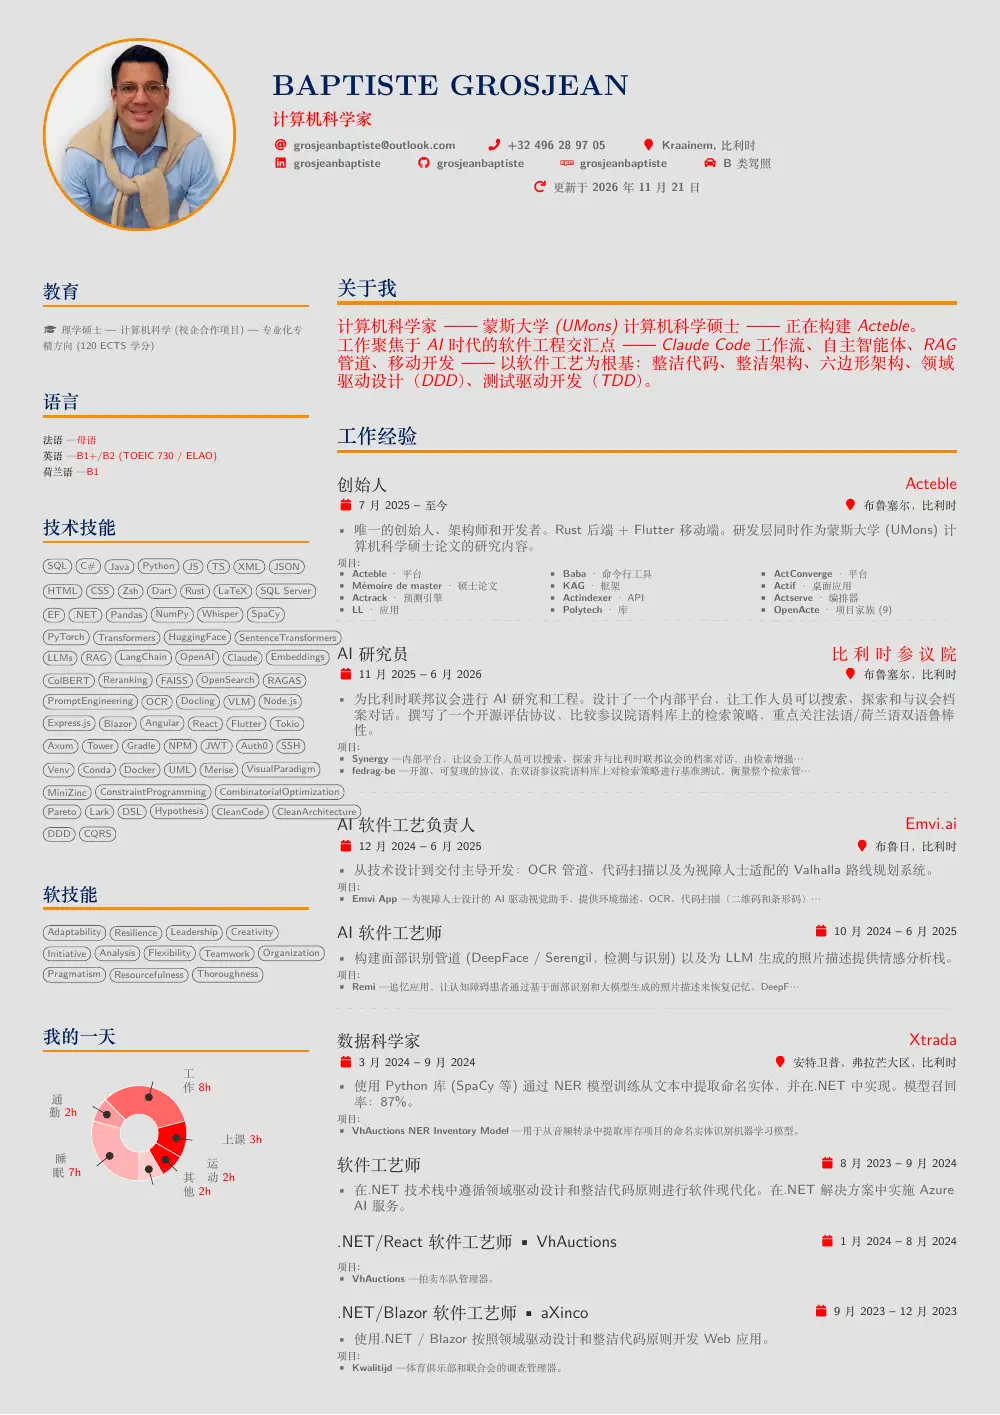 BAPTISTE GROSJEAN
计算机科学家
grosjeanbaptiste@outlook.com +32 496 28 97 05 Kraainem, 比利时
grosjeanbaptiste grosjeanbaptiste grosjeanbaptiste B 类驾照
更新于 2026 年 11 月 21 日
教育
理学硕士 — 计算机科学 (校企合作项目) — 专业化专
精方向 (120 ECTS 学分)
语言
法语 —母语
英语 —B1+/B2 (TOEIC 730 / ELAO)
荷兰语 —B1
技术技能
SQL C# Java Python JS TS XML JSON
HTML CSS Zsh Dart Rust LaTeX SQL Server
EF .NET Pandas NumPy Whisper SpaCy
PyTorch Transformers HuggingFace SentenceTransformers
LLMs RAG LangChain OpenAI Claude Embeddings
ColBERT Reranking FAISS OpenSearch RAGAS
PromptEngineering OCR Docling VLM Node.js
Express.js Blazor Angular React Flutter Tokio
Axum Tower Gradle NPM JWT Auth0 SSH
Venv Conda Docker UML Merise VisualParadigm
MiniZinc ConstraintProgramming CombinatorialOptimization
Pareto Lark DSL Hypothesis CleanCode CleanArchitecture
DDD CQRS
软技能
Adaptability Resilience Leadership Creativity
Initiative Analysis Flexibility Teamwork Organization
Pragmatism Resourcefulness Thoroughness
我的一天
工
作 8h
通
勤 2h
上课 3h
睡
眠 7h
运
动 2h
其
他 2h
关于我
计算机科学家 —— 蒙斯大学 (UMons) 计算机科学硕士 —— 正在构建 Acteble。
工作聚焦于 AI 时代的软件工程交汇点 —— Claude Code 工作流、自主智能体、RAG
管道、移动开发 —— 以软件工艺为根基：整洁代码、整洁架构、六边形架构、领域
驱动设计（DDD）、测试驱动开发（TDD）。
工作经验
创始人 Acteble
7 月 2025 – 至今 布鲁塞尔, 比利时
唯一的创始人、架构师和开发者。Rust 后端 + Flutter 移动端。研发层同时作为蒙斯大学 (UMons) 计
算机科学硕士论文的研究内容。
项目:
Acteble · 平台 Baba · 命令行工具 ActConverge · 平台
Mémoire de master · 硕士论文 KAG · 框架 Actif · 桌面应用
Actrack · 预测引擎 Actindexer · API Actserve · 编排器
LL · 应用 Polytech · 库 OpenActe · 项目家族 (9)
AI 研究员 比利时参议院
11 月 2025 – 6 月 2026 布鲁塞尔, 比利时
为比利时联邦议会进行 AI 研究和工程。设计了一个内部平台，让工作人员可以搜索、探索和与议会档
案对话。撰写了一个开源评估协议，比较参议院语料库上的检索策略，重点关注法语/荷兰语双语鲁棒
性。
项目:
Synergy —内部平台，让议会工作人员可以搜索、探索并与比利时联邦议会的档案对话，由检索增强…
fedrag-be —开源、可复现的协议，在双语参议院语料库上对检索策略进行基准测试，衡量整个检索管…
AI 软件工艺负责人 Emvi.ai
12 月 2024 – 6 月 2025 布鲁日, 比利时
从技术设计到交付主导开发：OCR 管道、代码扫描以及为视障人士适配的 Valhalla 路线规划系统。
项目:
Emvi App —为视障人士设计的 AI 驱动视觉助手，提供环境描述、OCR、代码扫描（二维码和条形码）…
AI 软件工艺师 10 月 2024 – 6 月 2025
构建面部识别管道 (DeepFace / Serengil，检测与识别) 以及为 LLM 生成的照片描述提供情感分析栈。
项目:
Remi —追忆应用，让认知障碍患者通过基于面部识别和大模型生成的照片描述来恢复记忆。DeepF…
数据科学家 Xtrada
3 月 2024 – 9 月 2024 安特卫普，弗拉芒大区, 比利时
使用 Python 库 (SpaCy 等) 通过 NER 模型训练从文本中提取命名实体，并在.NET 中实现。模型召回
率：87%。
项目:
VhAuctions NER Inventory Model —用于从音频转录中提取库存项目的命名实体识别机器学习模型。
软件工艺师 8 月 2023 – 9 月 2024
在.NET 技术栈中遵循领域驱动设计和整洁代码原则进行软件现代化。在.NET 解决方案中实施 Azure
AI 服务。
.NET/React 软件工艺师 ▪ VhAuctions 1 月 2024 – 8 月 2024
项目:
VhAuctions —拍卖车队管理器。
.NET/Blazor 软件工艺师 ▪ aXinco 9 月 2023 – 12 月 2023
使用.NET / Blazor 按照领域驱动设计和整洁代码原则开发 Web 应用。
项目:
Kwalitijd —体育俱乐部和联合会的调查管理器。